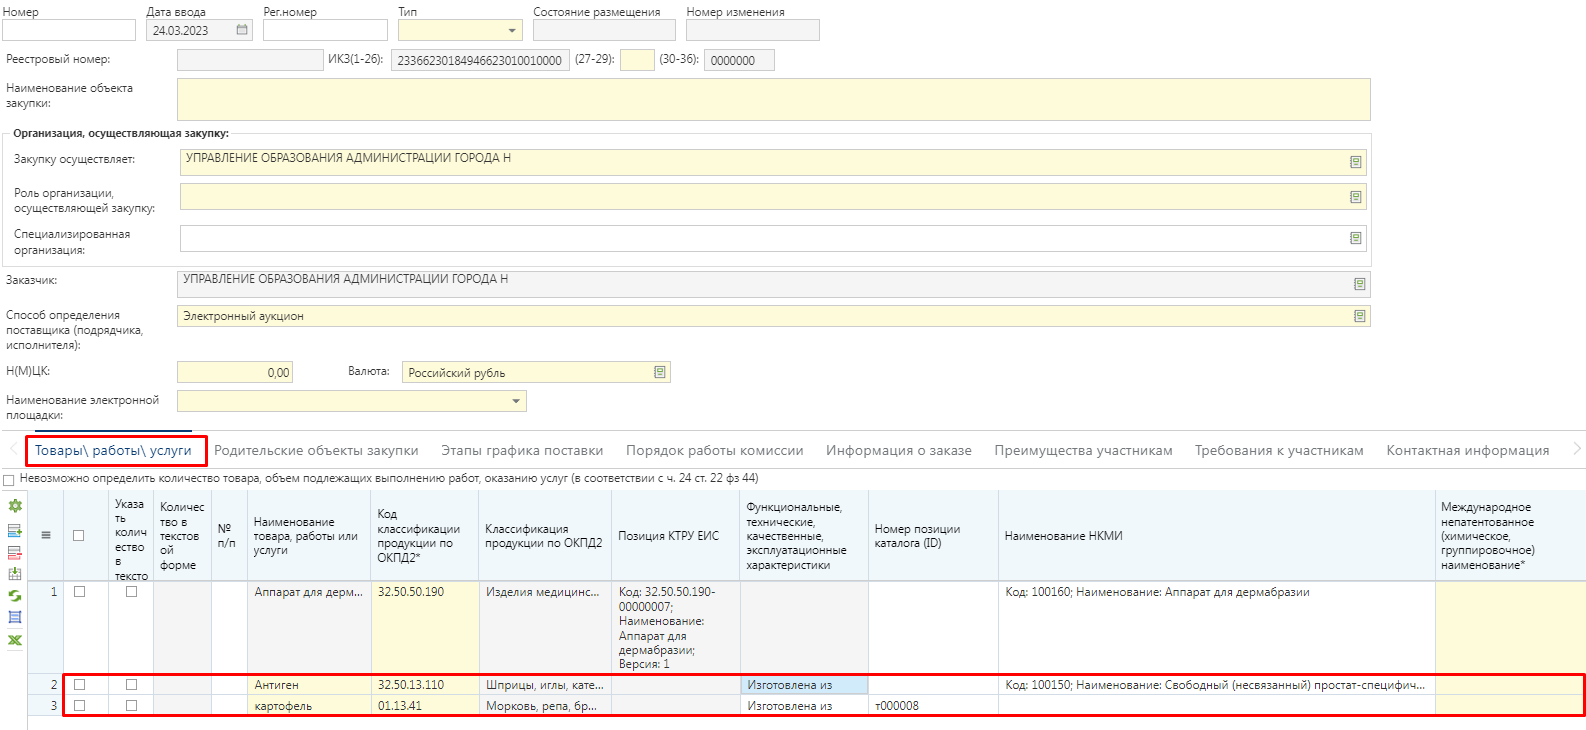 Номер
Дата ввода
Рег.номер
Тип
Состояние размещения
Номер изменения
24.03.2023
Реестровый номер:
ИКЗ(1-26):
23366230184946623010010000
(27-29):
(30-36):
0000000
Наименование объекта
закупки:
Организация, осуществляющая закупку:
Закупку осуществляет:
УПРАВЛЕНИЕ ОБРАЗОВАНИЯ АДМИНИСТРАЦИИ ГОРОДА Н
Роль организации,
осуществляющей закупку:
Специализированная
организация:
Заказчик:
УПРАВЛЕНИЕ ОБРАЗОВАНИЯ АДМИНИСТРАЦИИ ГОРОДА Н
Способ определения
поставщика (подрядчика,
исполнителя):
Электронный аукцион
Н(М)ЦК:
0,00
Валюта:
Российский рубль
Наименование электронной
площадки:
Товары\ работы\ услуги
Родительские объекты закупки
Этапы графика поставки
Порядок работы комиссии
Информация о заказе
Преимущества участникам
Требования к участникам
Контактная информация
Невозможно определить количество товара, объем подлежащих выполнению работ, оказанию услуг (в соответствии с ч. 24 ст. 22 фз 44)
Указа
ть
колич
ество
в
тексто
Количес
тво в
текстов
ой
форме
№
п/п
Наименование
товара, работы или
услуги
Код
классификации
продукции по
ОКПД2*
Классификация
продукции по ОКПД2
Позиция КТРУ ЕИС
Функциональные,
технические,
качественные,
эксплуатационные
характеристики
Номер позиции
каталога (ID)
Наименование НКМИ
Международное
непатентованное
(химическое,
группировочное)
наименование*
1
Аппарат для дерм...
32.50.50.190
Изделия медицинс...
Код: 32.50.50.190-
00000007;
Наименование:
Аппарат для
дермабразии;
Версия: 1
Код: 100160; Наименование: Аппарат для дермабразии
2
Антиген
32.50.13.110
Шприцы, иглы, кате...
Изготовлена из
Код: 100150; Наименование: Свободный (несвязанный) простат-специфич...
3
картофель
01.13.41
Морковь, репа, бр...
Изготовлена из
т000008